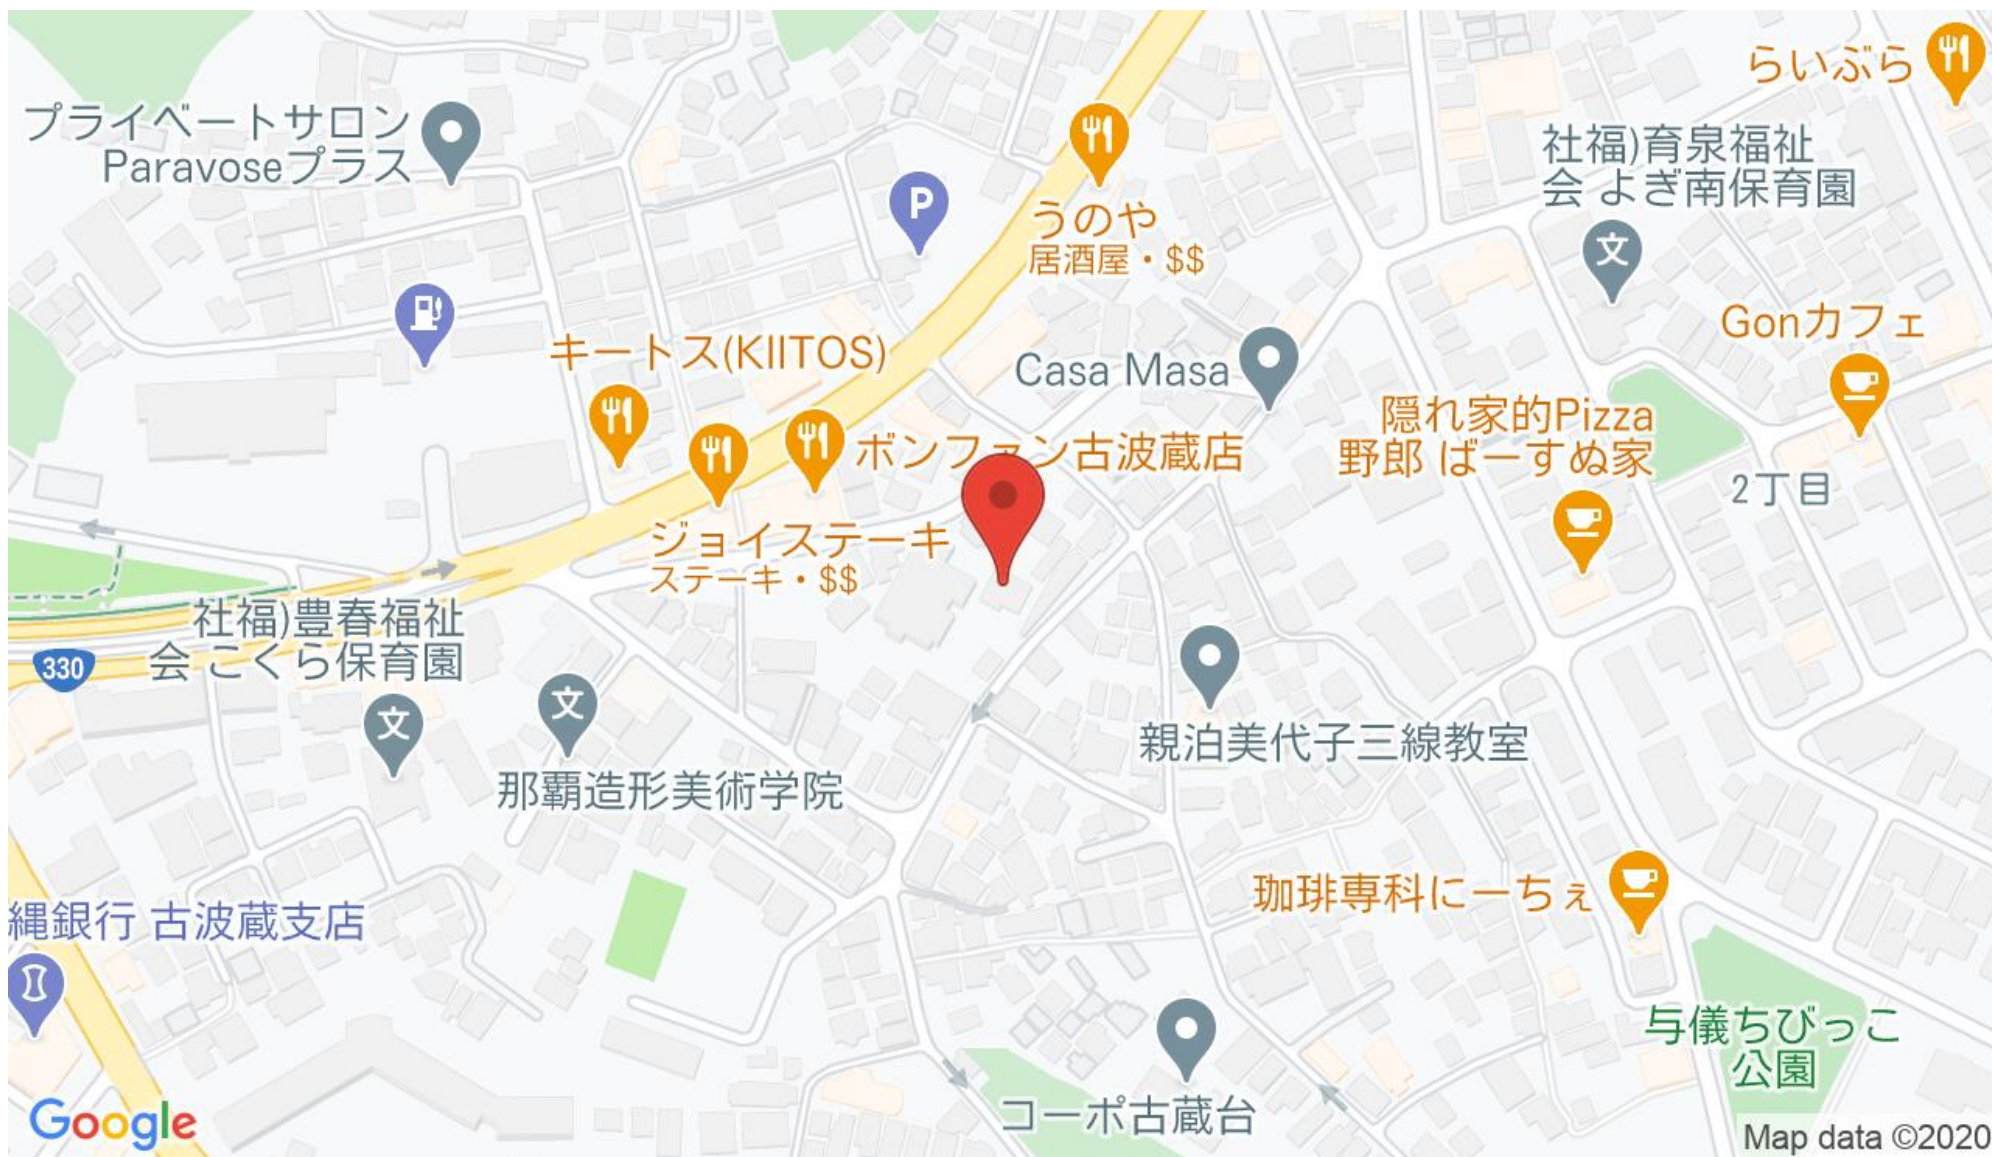 らいぶら
プライベートサロン
Paravoseプラス
社福)育泉福祉
会 よぎ南保育園
P
うのや
居酒屋・$$
文
Gonカフェ
キートス(KIITOS)
Casa Masa
隠れ家的Pizza
野郎 ばーすぬ家
ボンファン古波蔵店
2丁目
ジョイステーキ
ステーキ・$$
社福)豊春福祉
会 こくら保育園
330
文
文
那覇造形美術学院
親泊美代子三線教室
珈琲専科にーちぇ
縄銀行 古波蔵支店
与儀ちびっこ
公園
コーポ古蔵台
Google
Map data ©2020